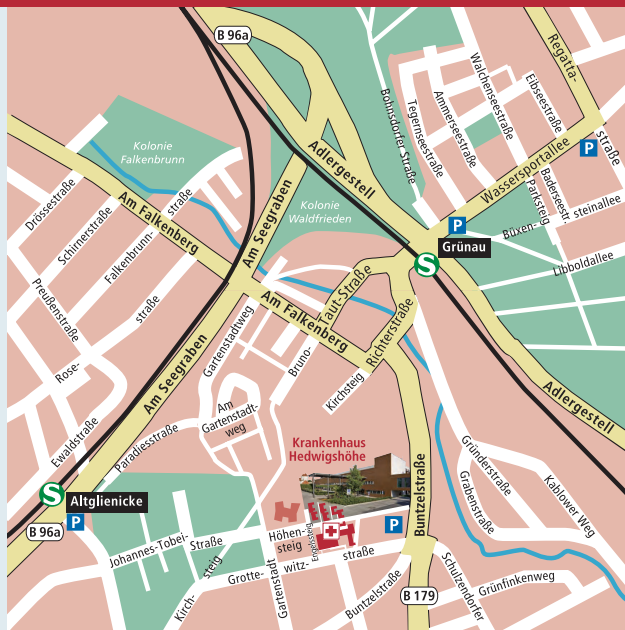 B 96a
Regatta-
straße
Bohnsdorfer Straße
Tegernseestraße
Ammerseestraße
Walchenseestraße
Eibseestraße
Kolonie
Falkenbrunn
Adlergestell
Wassersportallee
P
Drössestraße
Schirnerstraße
Am Falkenberg
Falkenbrunn-
straße
Am Seegraben
Kolonie
Waldfrieden
P
Grünau
S
Parksteig
Baderseestr.
Büxen-
steinallee
Libboldallee
Preußenstraße
Rose-
straße
Am Seegraben
Gartenstadtweg
Am Falkenberg
Bruno-
Taut-Straße
Richterstraße
Kirchsteig
Adlergestell
Ewaldstraße
Paradiesstraße
Am
Gartenstadt-
weg
Krankenhaus
Hedwigshöhe
S
Altglienicke
B 96a
P
Buntzelstraße
Gründerstraße
Grabenstraße
Kablower Weg
Johannes-Tobei-
Straße
Höhen-
steig
P
Kirch-
steig
Grotte-
witz-
straße
Gartenstadt
Buntzelstraße
B 179
Schulzendorfer
Grünfinkenweg